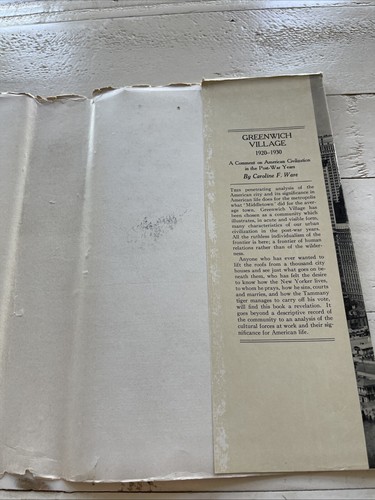 GREENWICH
VILLAGE
1920-1930
A Comment on American Civilization
in the Post-War Years
By Caroline F. Ware
THIS penetrating analysis of the
American city and its significance in
American life does for the metropolis
what "Middletown" did for the aver-
age town. Greenwich Village has
been chosen as a community which
illustrates, in acute and visible form,
many characteristics of our urban
civilization in the post-war years.
All the ruthless individualism of the
frontier is here; a frontier of human
relations rather than of the wilder-
ness.
Anyone who has ever wanted to
lift the roofs from a thousand city
houses and see just what goes on be-
neath them, who has felt the desire
to know how the New Yorker lives,
to whom he prays, how he sins, courts
and marries, and how the Tammany
tiger manages to carry off his vote,
will find this book a revelation. It
goes beyond a descriptive record of
the community to an analysis of the
cultural forces at work and their sig-
nificance for American life.